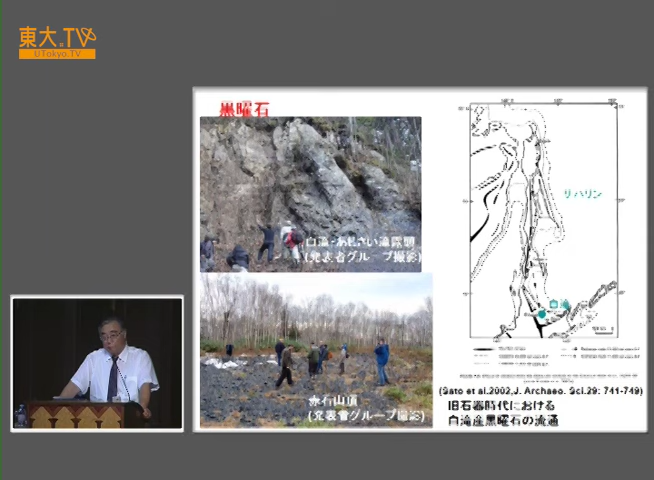 東大.TV
UTokyo.TV
黒曜石
白滝・あじさい滝露頭
(発表者グループ撮影)
赤石山頂
(発表者グループ撮影)
サハリン
白滝
(Sato et al.2002,J. Archaeo. Sci.29: 741-749)
旧石器時代における
白滝産黒曜石の流通